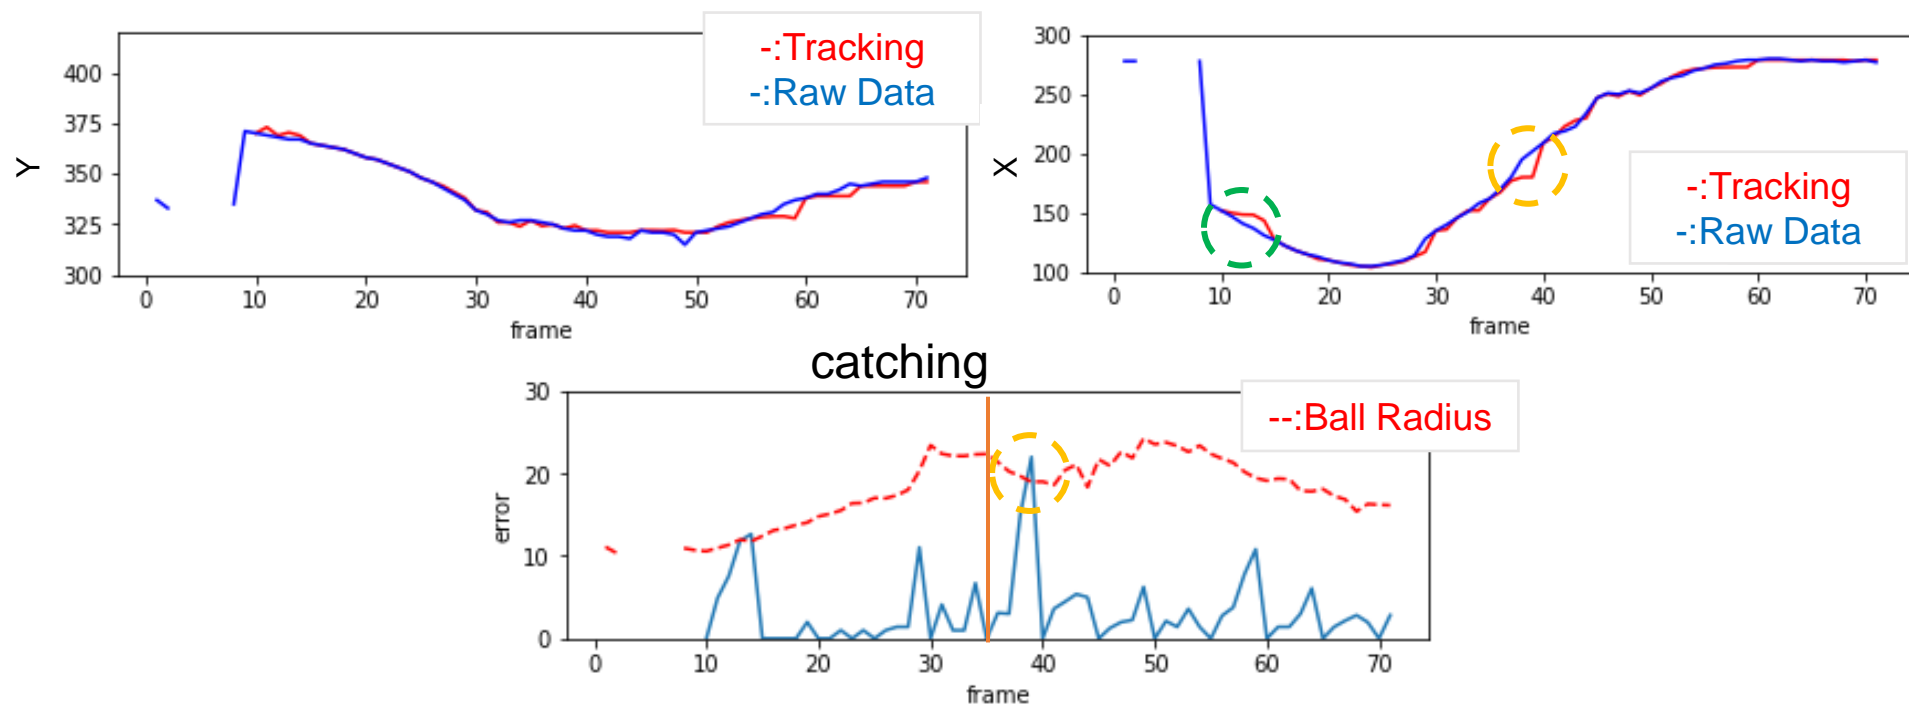 -:Tracking
-:Raw Data
Y
400
375
350
325
300
0 10 20 30 40 50 60 70
frame
X
300
250
200
150
100
-:Tracking
-:Raw Data
0 10 20 30 40 50 60 70
frame
catching
--:Ball Radius
error
30
20
10
0
0 10 20 30 40 50 60 70
frame